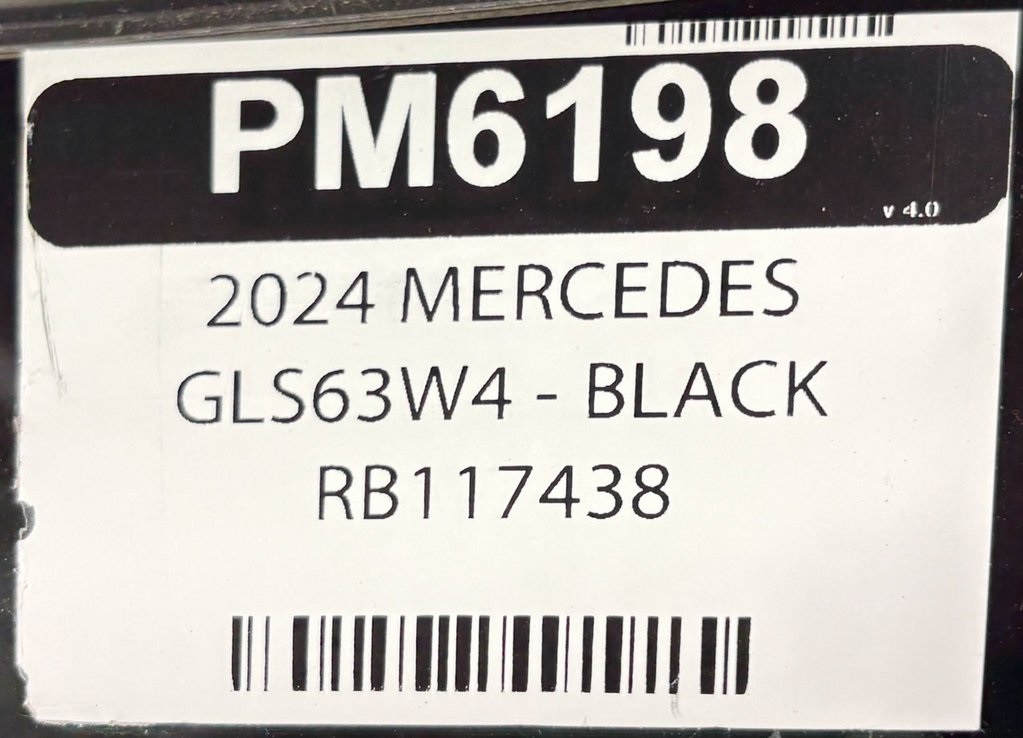 PM6198
v 4.0
2024 MERCEDES
GLS63W4 - BLACK
RB117438